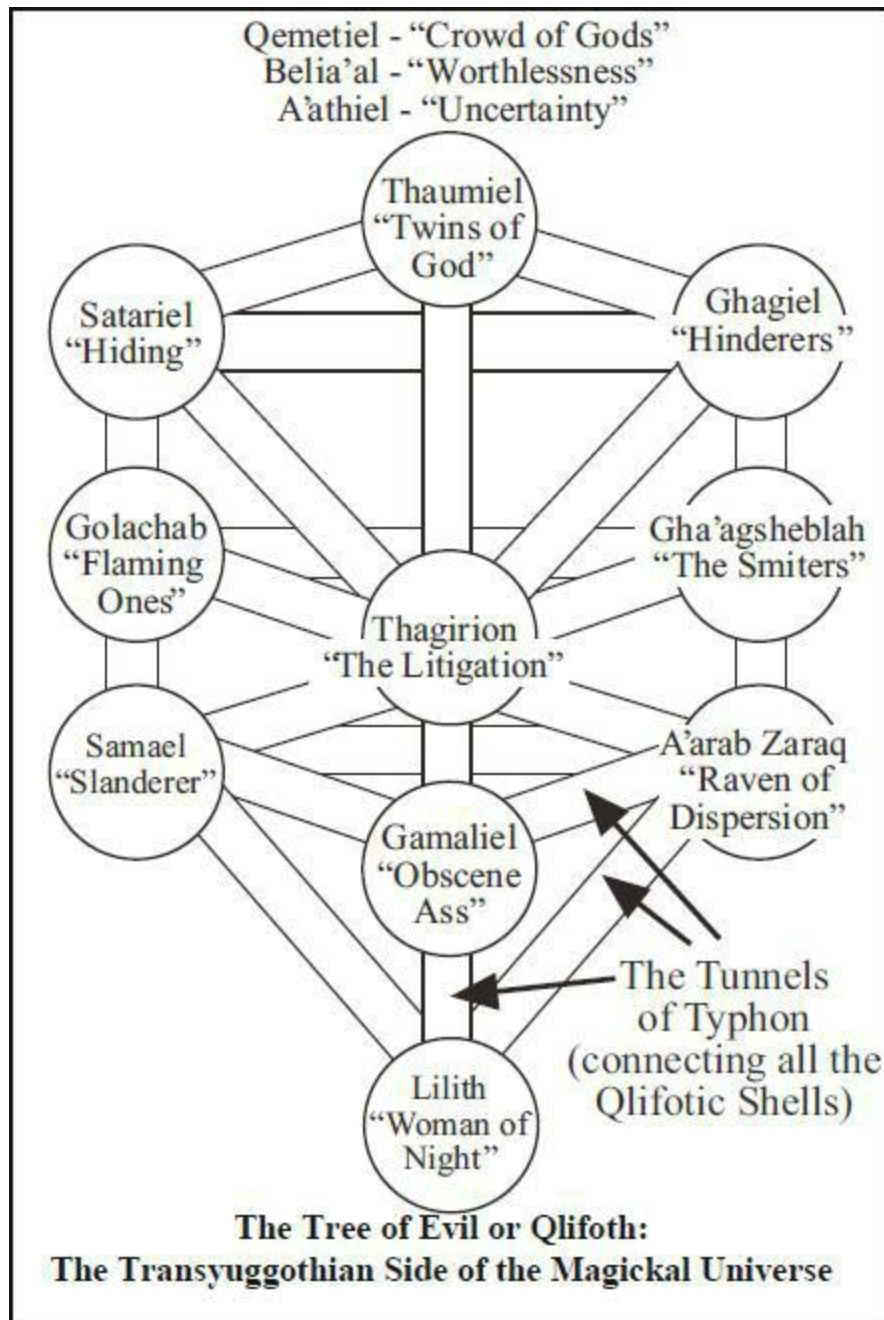 Qemetiel - “Crowd of Gods”
Belia’al - “Worthlessness”
A’athiel - “Uncertainty”
Thaumiel
“Twins of
God”
Satariel
“Hiding”
Ghagiel
“Hinderers”
Golachab
“Flaming
Ones”
Gha’agsheblah
“The Smiters”
Thagirion
“The Litigation”
Samael
“Slanderer”
A’arab Zaraq
“Raven of
Dispersion”
Gamaliel
“Obscene
Ass”
The Tunnels
of Typhon
(connecting all the
Qlifotic Shells)
Lilith
“Woman of
Night”
The Tree of Evil or Qlifoth:
The Transyuggothian Side of the Magickal Universe